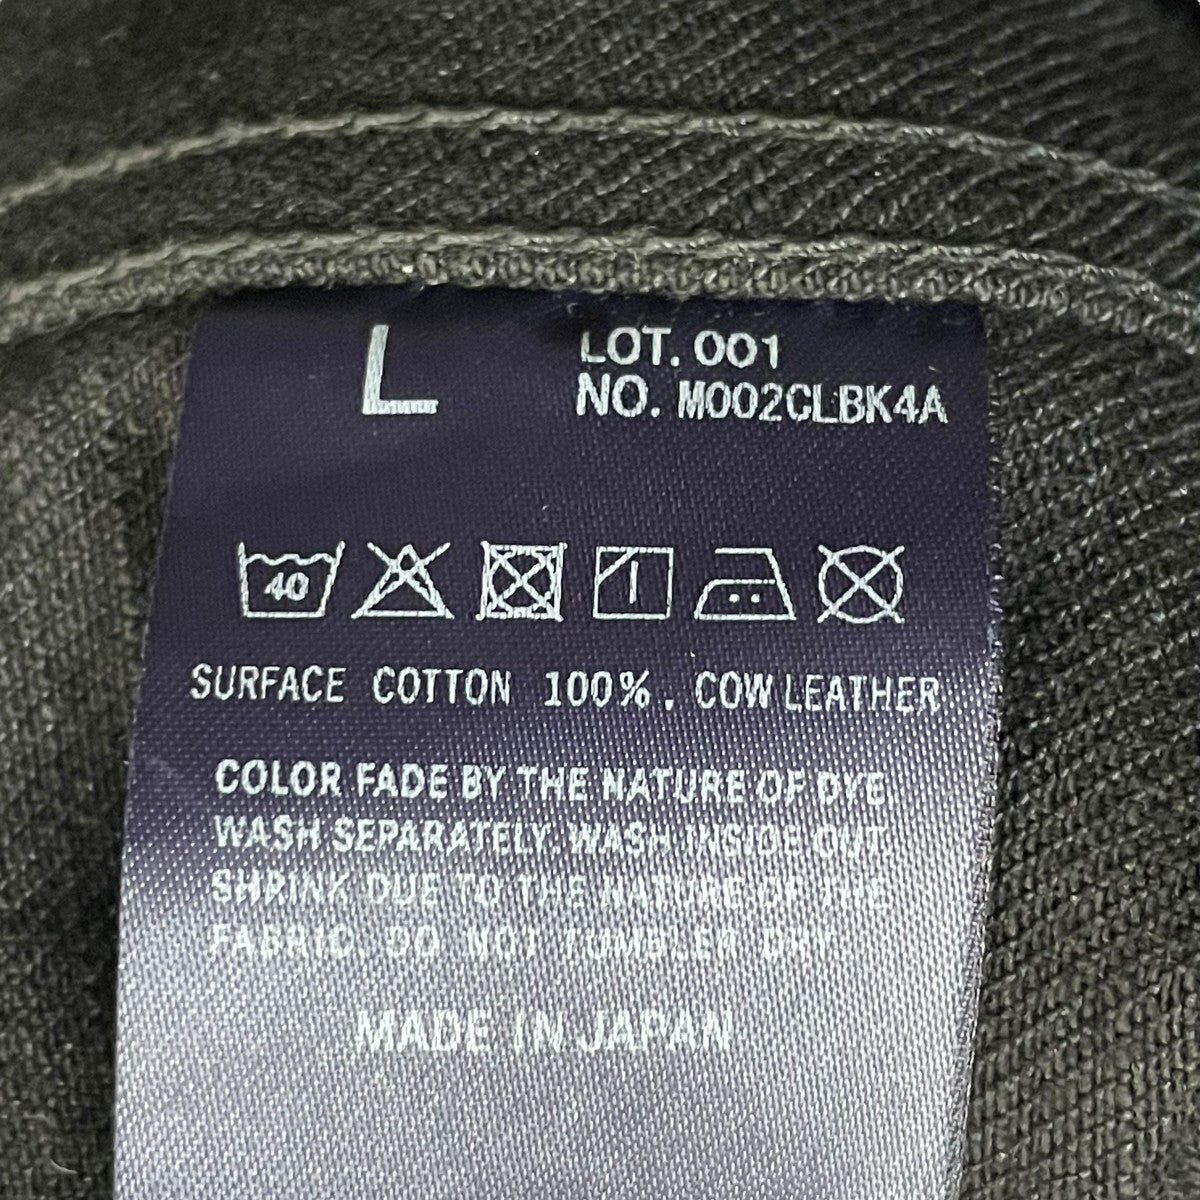 L
LOT. 001
NO. M002CLBK4A
40
SURFACE COTTON 100%. COW LEATHER
COLOR FADE BY THE NATURE OF DYE.
WASH SEPARATELY. WASH INSIDE OUT.
SHRINK DUE TO THE NATURE OF THE
FABRIC. DO NOT TUMBLER DRY.
MADE IN JAPAN